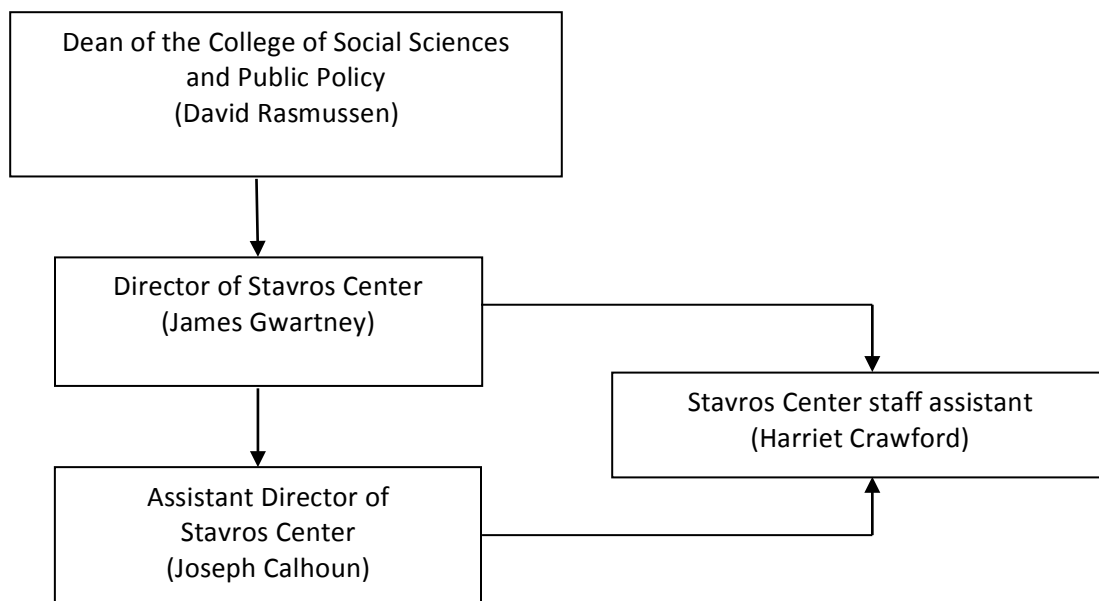 Dean of the College of Social Sciences
and Public Policy
(David Rasmussen)
Director of Stavros Center
(James Gwartney)
Stavros Center staff assistant
(Harriet Crawford)
Assistant Director of
Stavros Center
(Joseph Calhoun)